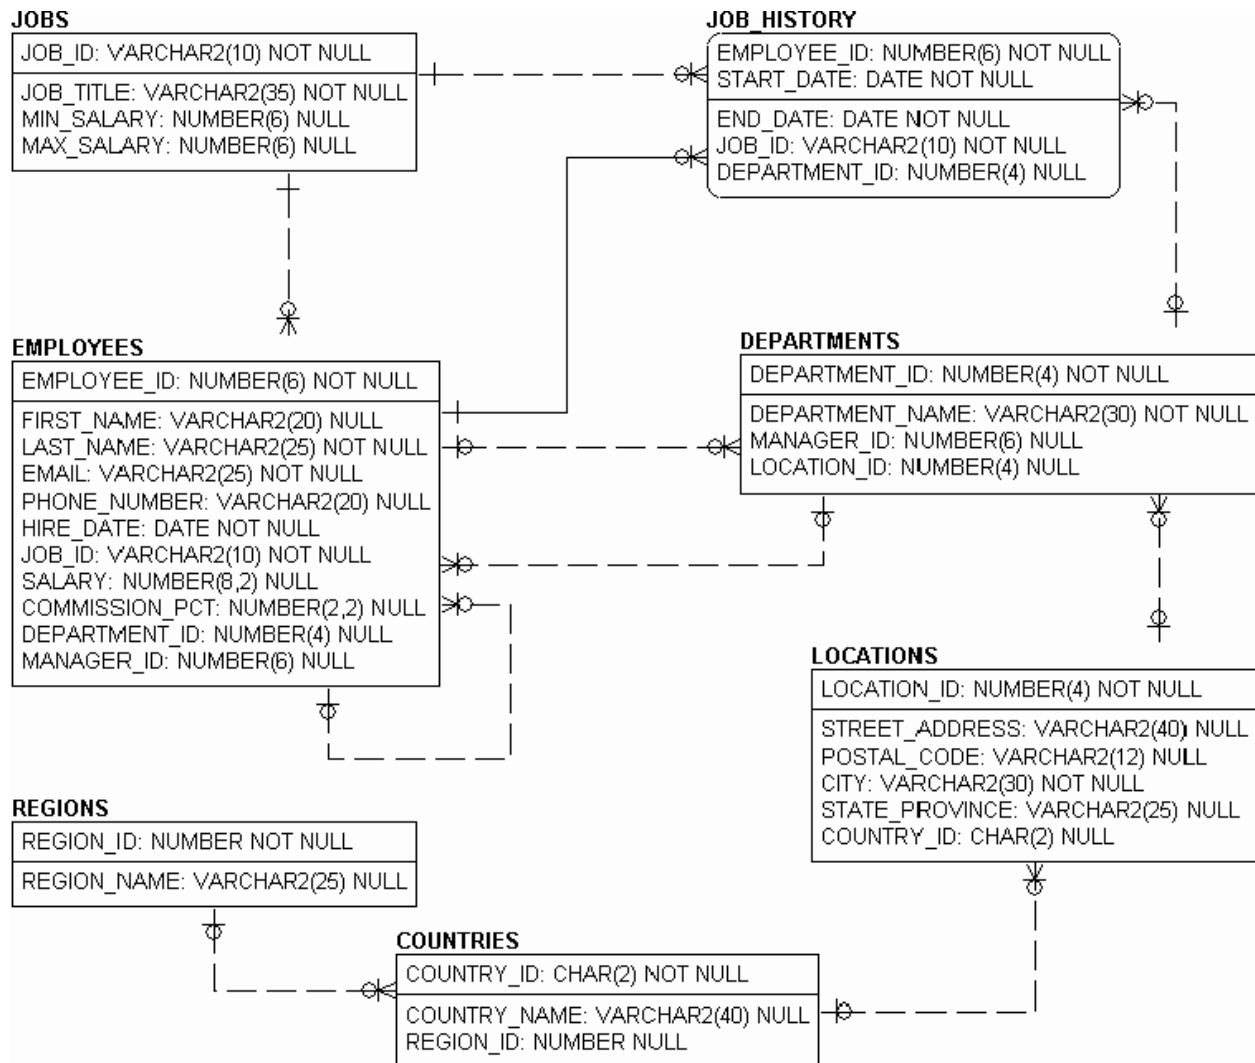 JOBS
JOB_ID: VARCHAR2(10) NOT NULL
JOB_TITLE: VARCHAR2(35) NOT NULL
MIN_SALARY: NUMBER(6) NULL
MAX_SALARY: NUMBER(6) NULL
JOB_HISTORY
EMPLOYEE_ID: NUMBER(6) NOT NULL
START_DATE: DATE NOT NULL
END_DATE: DATE NOT NULL
JOB_ID: VARCHAR2(10) NOT NULL
DEPARTMENT_ID: NUMBER(4) NULL
EMPLOYEES
EMPLOYEE_ID: NUMBER(6) NOT NULL
FIRST_NAME: VARCHAR2(20) NULL
LAST_NAME: VARCHAR2(25) NOT NULL
EMAIL: VARCHAR2(25) NOT NULL
PHONE_NUMBER: VARCHAR2(20) NULL
HIRE_DATE: DATE NOT NULL
JOB_ID: VARCHAR2(10) NOT NULL
SALARY: NUMBER(8,2) NULL
COMMISSION_PCT: NUMBER(2,2) NULL
DEPARTMENT_ID: NUMBER(4) NULL
MANAGER_ID: NUMBER(6) NULL
DEPARTMENTS
DEPARTMENT_ID: NUMBER(4) NOT NULL
DEPARTMENT_NAME: VARCHAR2(30) NOT NULL
MANAGER_ID: NUMBER(6) NULL
LOCATION_ID: NUMBER(4) NULL
LOCATIONS
LOCATION_ID: NUMBER(4) NOT NULL
STREET_ADDRESS: VARCHAR2(40) NULL
POSTAL_CODE: VARCHAR2(12) NULL
CITY: VARCHAR2(30) NOT NULL
STATE_PROVINCE: VARCHAR2(25) NULL
COUNTRY_ID: CHAR(2) NULL
REGIONS
REGION_ID: NUMBER NOT NULL
REGION_NAME: VARCHAR2(25) NULL
COUNTRIES
COUNTRY_ID: CHAR(2) NOT NULL
COUNTRY_NAME: VARCHAR2(40) NULL
REGION_ID: NUMBER NULL